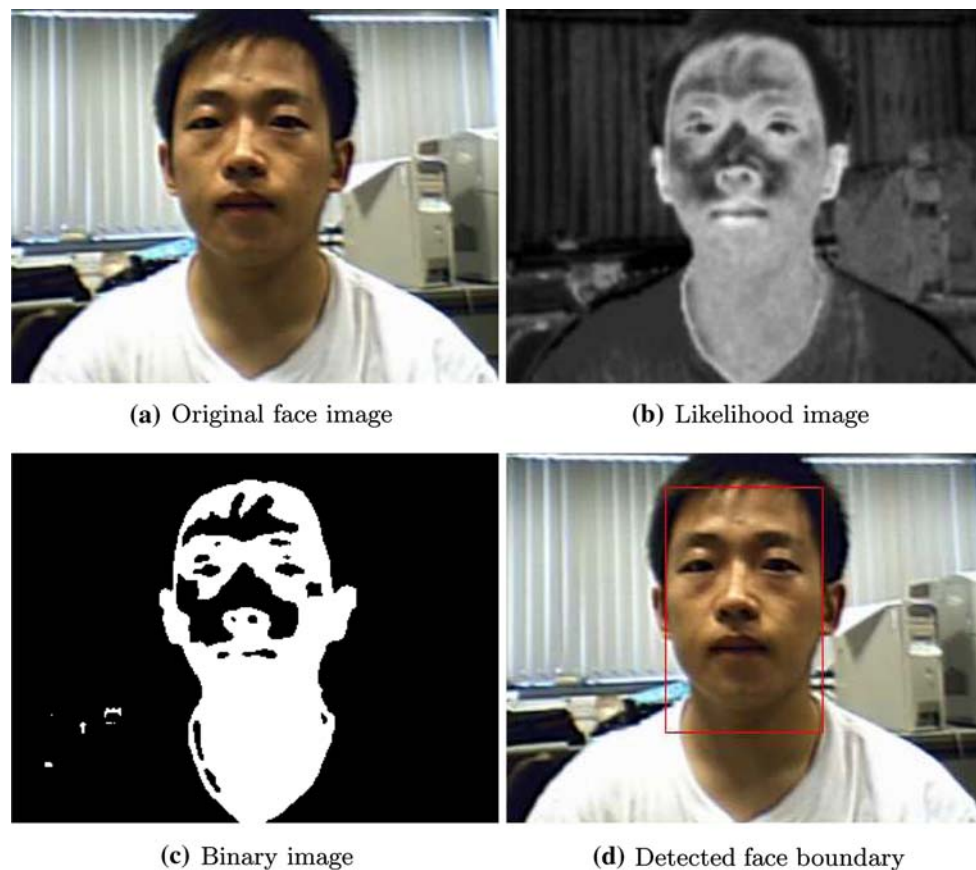 (a) Original face image
(b) Likelihood image
(c) Binary image
(d) Detected face boundary